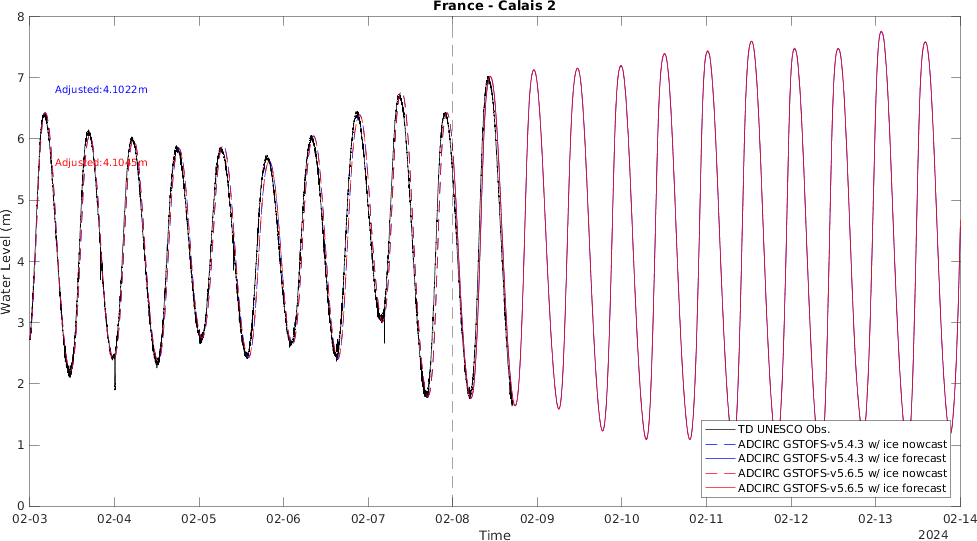 France - Calais 2
8
7
6
5
4
3
2
1
0
Water Level (m)
Adjusted:4.1022m
Adjusted:4.1045m
TD UNESCO Obs.
ADCIRC GSTOFS-v5.4.3 w/ ice nowcast
ADCIRC GSTOFS-v5.4.3 w/ ice forecast
ADCIRC GSTOFS-v5.6.5 w/ ice nowcast
ADCIRC GSTOFS-v5.6.5 w/ ice forecast
02-03 02-04 02-05 02-06 02-07 02-08 02-09 02-10 02-11 02-12 02-13 02-14
Time
2024